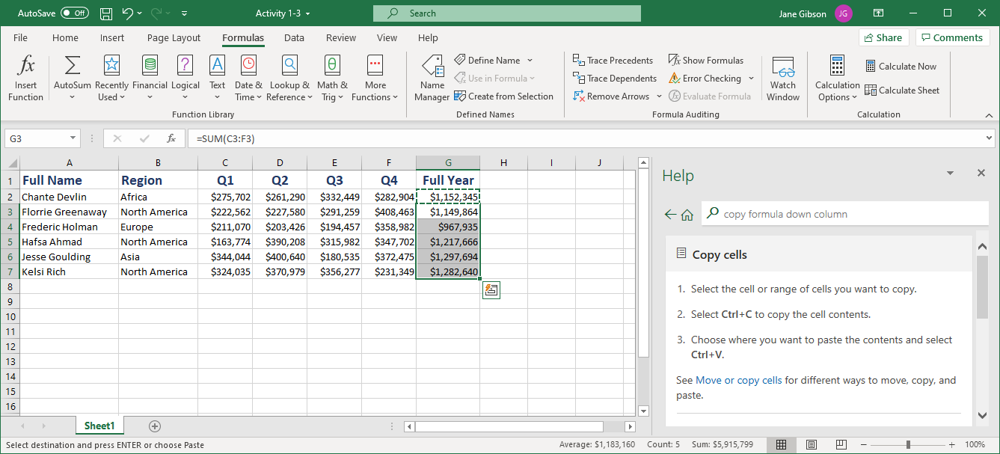 AutoSave Off Activity 1-3 Search Jane Gibson JG
File Home Insert Page Layout Formulas Data Review View Help Share Comments
fx Insert Function AutoSum Recently Used Financial Logical Text Date & Time Lookup & Reference Math & Trig More Functions
Function Library
Name Manager Define Name Use in Formula Create from Selection
Defined Names
Trace Precedents Trace Dependents Remove Arrows Show Formulas Error Checking Evaluate Formula Watch Window
Formula Auditing
Calculation Options Calculate Now Calculate Sheet
Calculation
G3 fx =SUM(C3:F3)
A B C D E F G H I J
1 Full Name Region Q1 Q2 Q3 Q4 Full Year
2 Chante Devlin Africa $275,702 $261,290 $332,449 $282,904 $1,152,345
3 Florrie Greenaway North America $222,562 $227,580 $291,259 $408,463 $1,149,864
4 Frederic Holman Europe $211,070 $203,426 $194,457 $358,982 $967,935
5 Hafsa Ahmad North America $163,774 $390,208 $315,982 $347,702 $1,217,666
6 Jesse Goulding Asia $344,044 $400,640 $180,535 $372,475 $1,297,694
7 Kelsi Rich North America $324,035 $370,979 $356,277 $231,349 $1,282,640
8
9
10
11
12
13
14
15
16
Help
copy formula down column
Copy cells
1. Select the cell or range of cells you want to copy.
2. Select Ctrl+C to copy the cell contents.
3. Choose where you want to paste the contents and select
Ctrl+V.
See Move or copy cells for different ways to move, copy, and
paste.
Sheet1
Select destination and press ENTER or choose Paste Average: $1,183,160 Count: 5 Sum: $5,915,799 100%